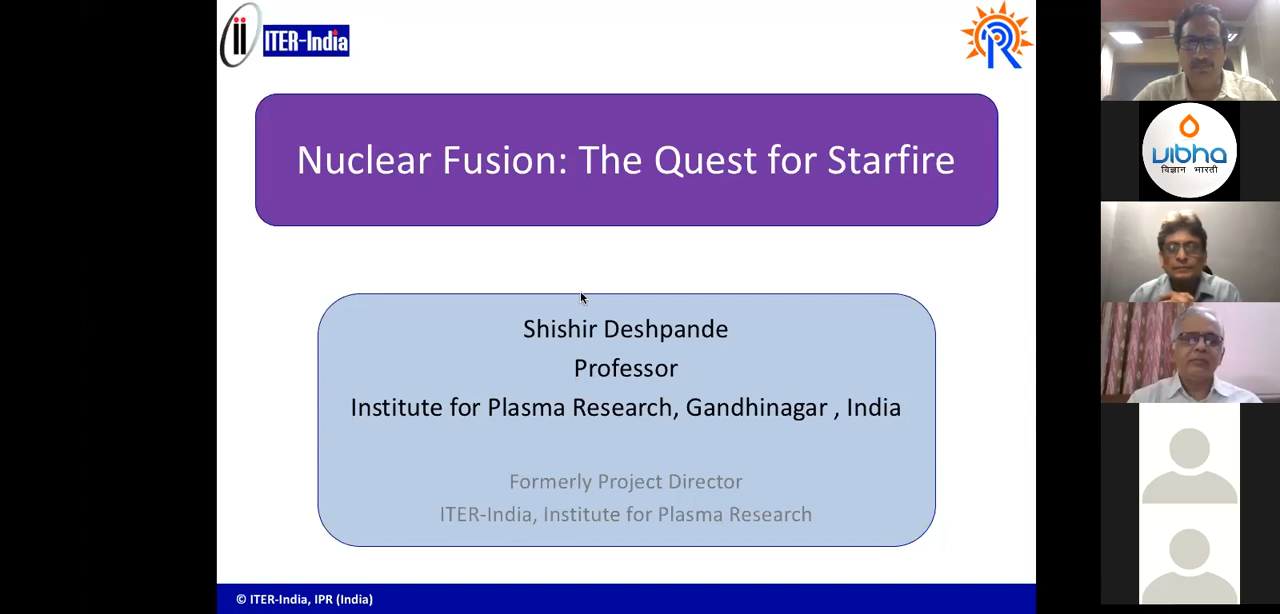 ITER-India
Nuclear Fusion: The Quest for Starfire
Shishir Deshpande
Professor
Institute for Plasma Research, Gandhinagar , India
Formerly Project Director
ITER-India, Institute for Plasma Research
© ITER-India, IPR (India)
vibha
विज्ञान भारती